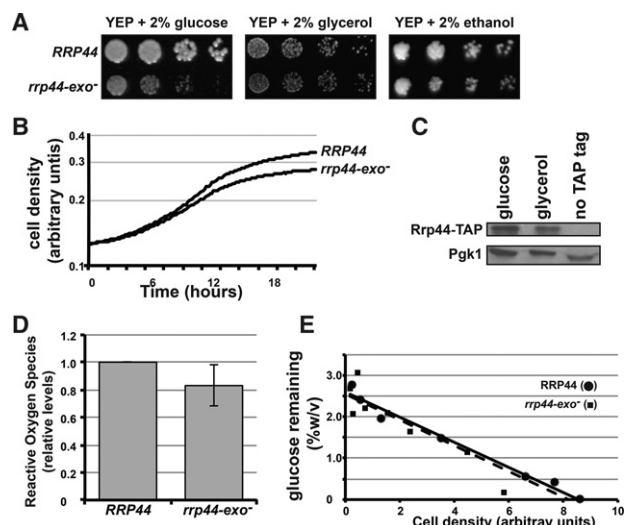 A
YEP + 2% glucose
YEP + 2% glycerol
YEP + 2% ethanol
RRP44
rrp44-exo-
B
cell density
(arbitrary untis)
0.4
0.3
0.2
0.1
RRP44
rrp44-exo-
0
6
12
18
Time (hours)
C
glucose
glycerol
no TAP tag
Rrp44-TAP
Pgk1
D
Reactive Oxygen Species
(relative levels)
1.2
1.0
0.8
0.6
0.4
0.2
0
RRP44
rrp44-exo-
E
glucose remaining
(%w/v)
3.0
2.0
1.0
0
RRP44 (●)
rrp44-exo- (■)
0
2
4
6
8
10
Cell density (arbitray units)